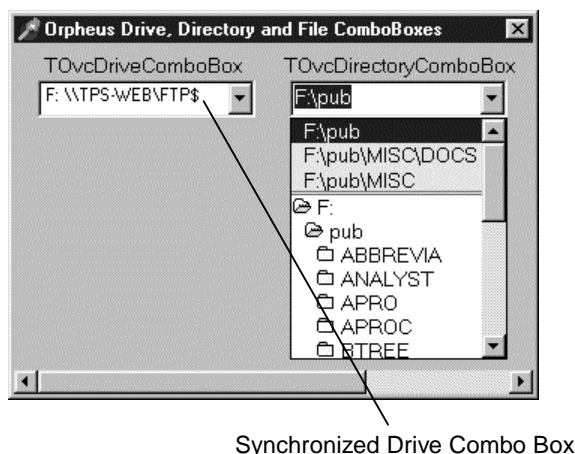 Orpheus Drive, Directory and File ComboBoxes
TOvcDriveComboBox
TOvcDirectoryComboBox
F: \\TPS-WEB\FTP$
F:\pub
F:\pub
F:\pub\MISC\DOCS
F:\pub\MISC
F:
pub
ABBREVIA
ANALYST
APRO
APROC
BTREE
Synchronized Drive Combo Box